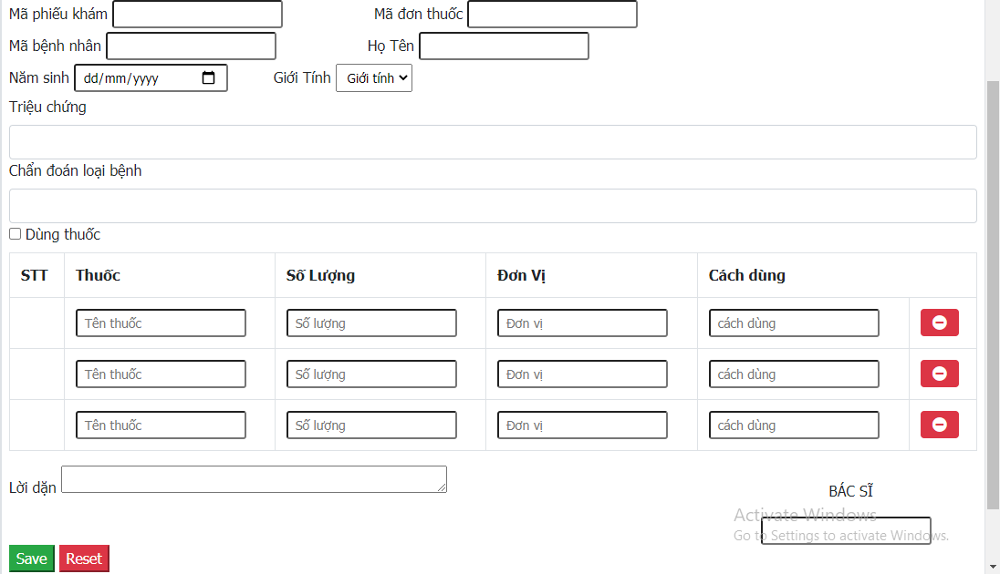 Mã phiếu khám Mã đơn thuốc
Mã bệnh nhân Họ Tên
Năm sinh dd/mm/yyyy Giới Tính Giới tính
Triệu chứng
Chẩn đoán loại bệnh
Dùng thuốc
STT Thuốc Số Lượng Đơn Vị Cách dùng
Tên thuốc Số lượng Đơn vị cách dùng
Tên thuốc Số lượng Đơn vị cách dùng
Tên thuốc Số lượng Đơn vị cách dùng
Lời dặn BÁC SĨ
Activate Windows
Go to Settings to activate Windows.
Save Reset